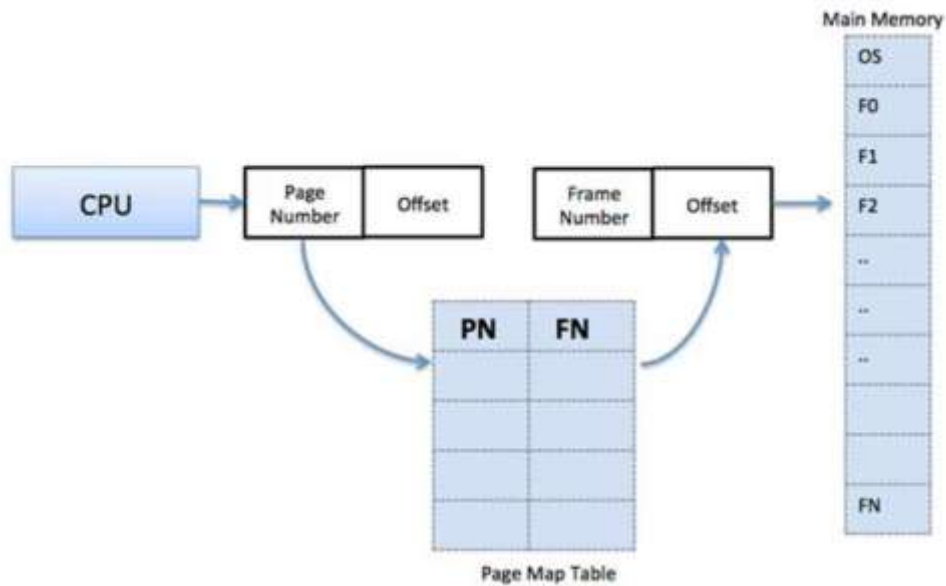 Main Memory
OS
F0
F1
F2
..
..
..
FN
CPU
Page
Number
Offset
Frame
Number
Offset
PN
FN
Page Map Table